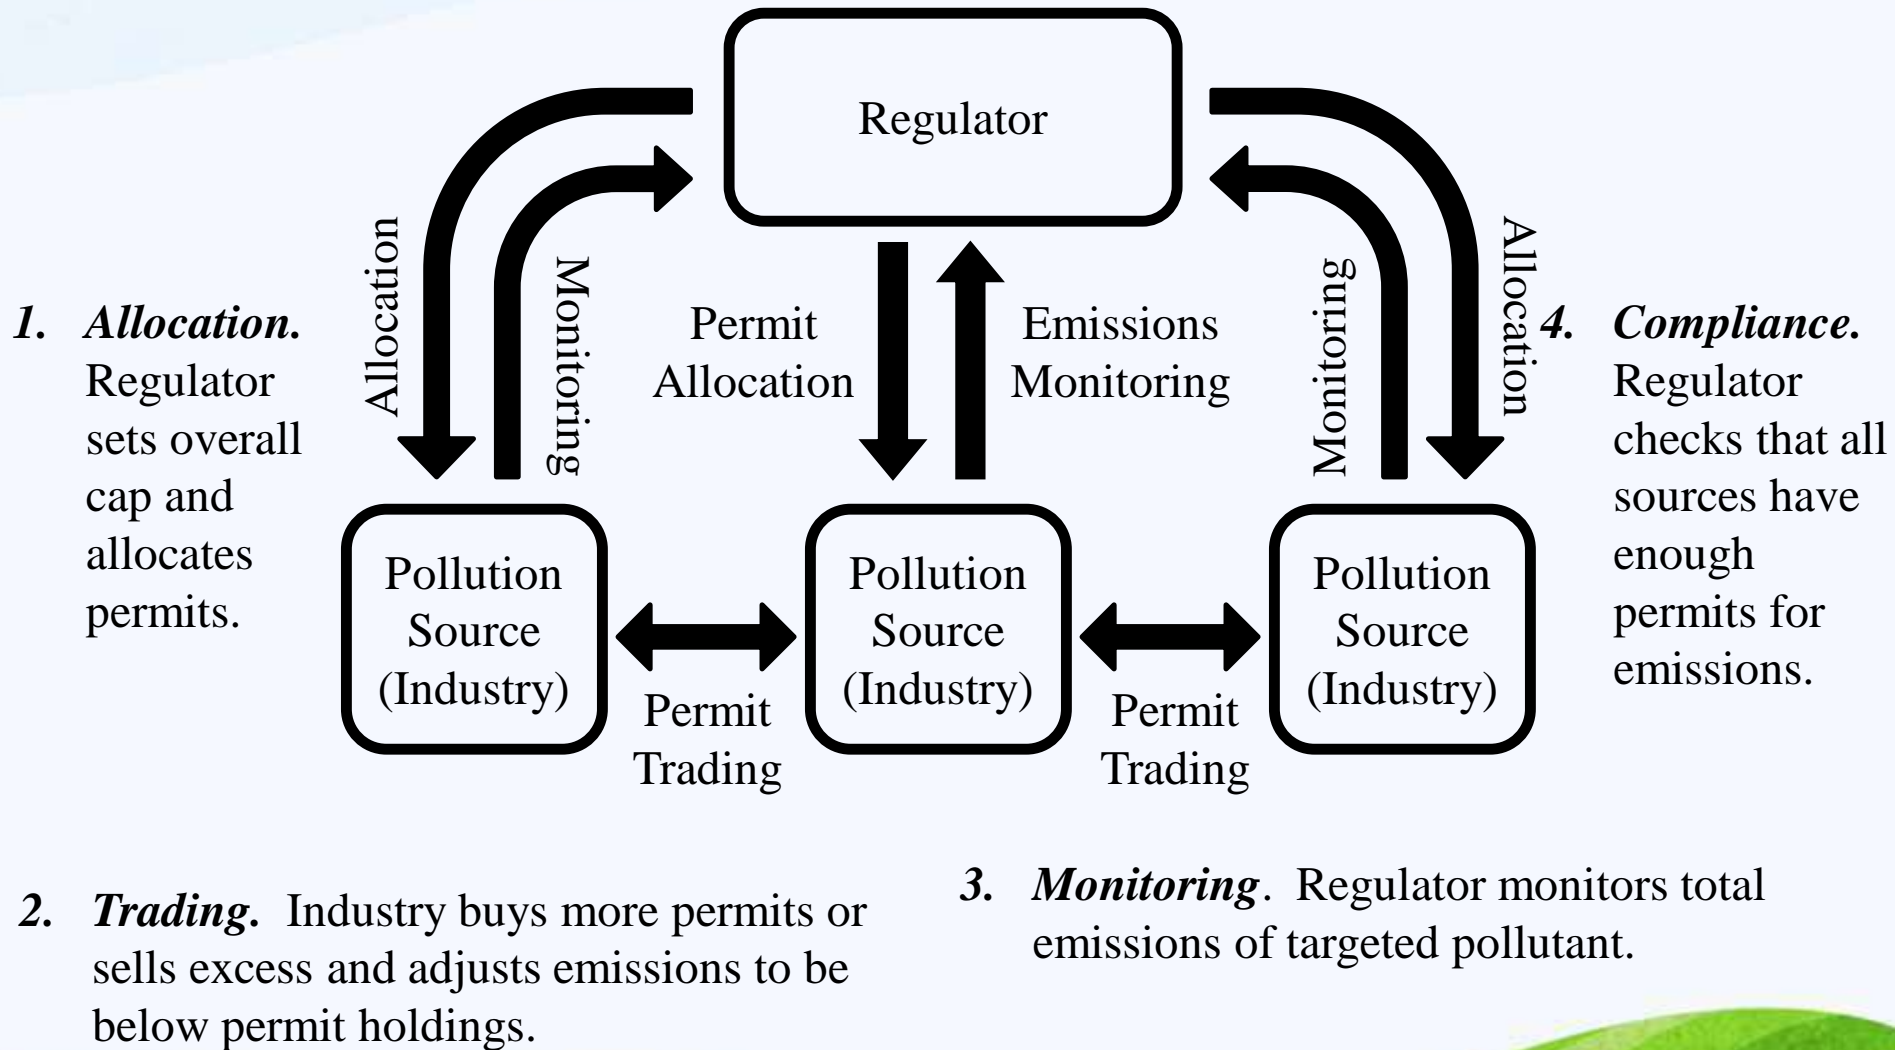 Regulator
Allocation
Monitoring
Permit
Allocation
Emissions
Monitoring
Monitoring
Allocation
1. Allocation.
Regulator
sets overall
cap and
allocates
permits.
4. Compliance.
Regulator
checks that all
sources have
enough
permits for
emissions.
Pollution
Source
(Industry)
Permit
Trading
Pollution
Source
(Industry)
Permit
Trading
Pollution
Source
(Industry)
2. Trading. Industry buys more permits or
sells excess and adjusts emissions to be
below permit holdings.
3. Monitoring. Regulator monitors total
emissions of targeted pollutant.